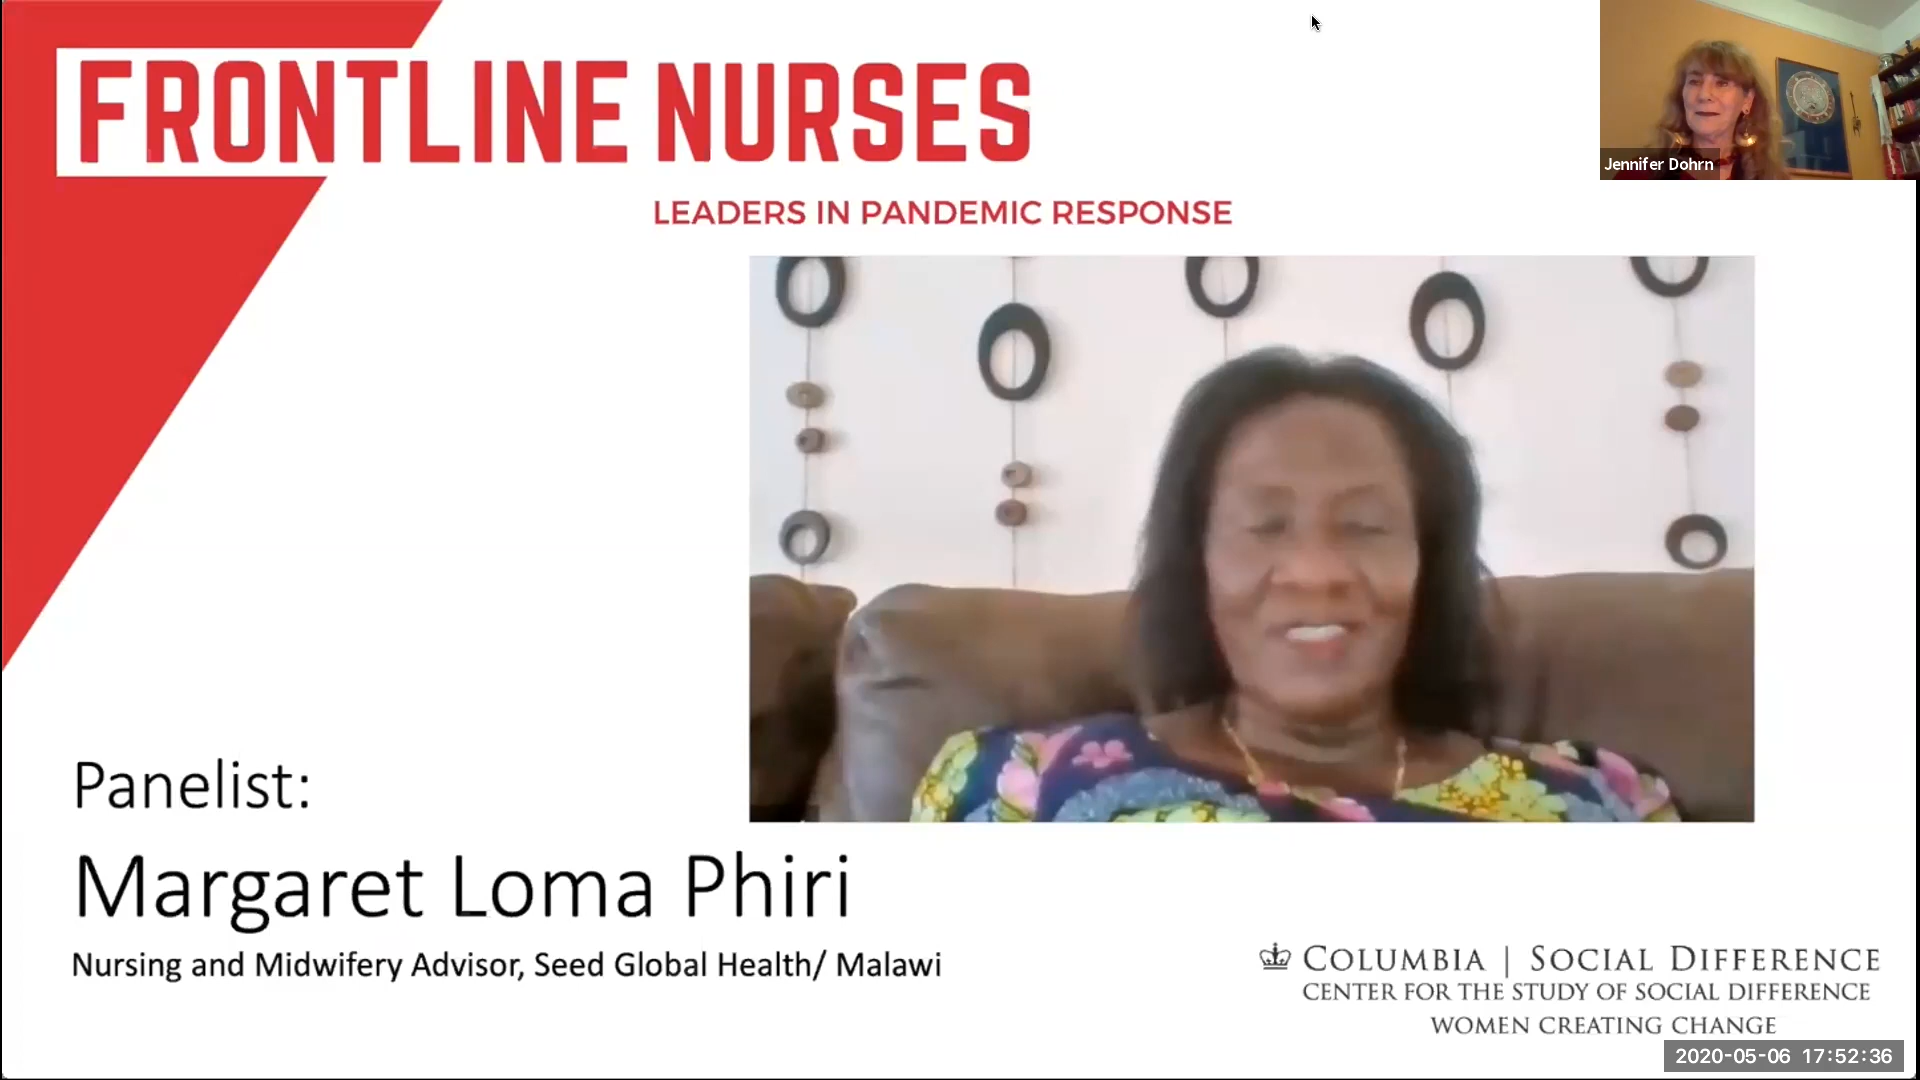 FRONTLINE NURSES
LEADERS IN PANDEMIC RESPONSE
Jennifer Dohrn
Panelist:
Margaret Loma Phiri
Nursing and Midwifery Advisor, Seed Global Health/ Malawi
COLUMBIA | SOCIAL DIFFERENCE
CENTER FOR THE STUDY OF SOCIAL DIFFERENCE
WOMEN CREATING CHANGE
2020-05-06 17:52:36